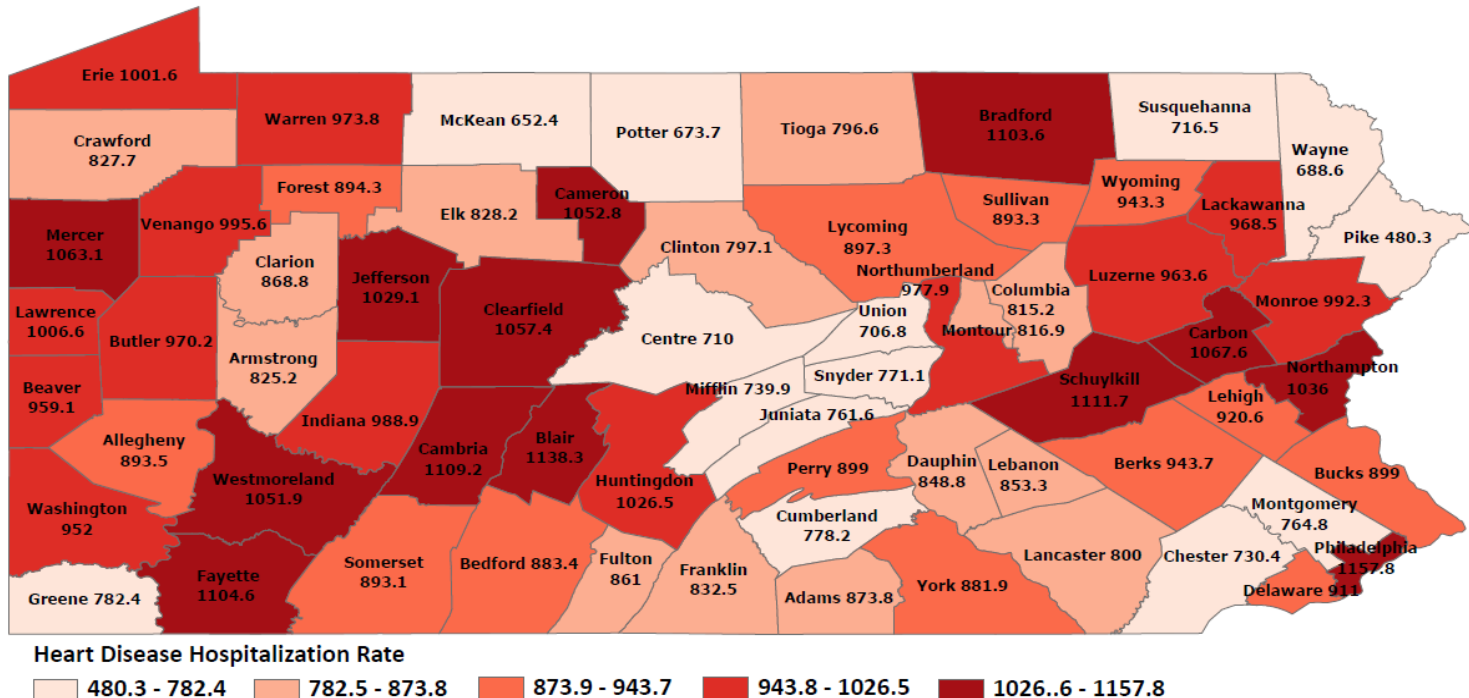 Erie 1001.6
Warren 973.8
McKean 652.4
Potter 673.7
Tioga 796.6
Bradford
1103.6
Susquehanna
716.5
Wayne
688.6
Crawford
827.7
Forest 894.3
Elk 828.2
Cameron
1052.8
Sullivan
893.3
Wyoming
943.3
Lackawanna
968.5
Pike 480.3
Mercer
1063.1
Venango 995.6
Clarion
868.8
Jefferson
1029.1
Clearfield
1057.4
Clinton 797.1
Lycoming
897.3
Northumberland
977.9
Columbia
815.2
816.9
Montour
Luzerne 963.6
Monroe 992.3
Lawrence
1006.6
Butler 970.2
Armstrong
825.2
Centre 710
Union
706.8
Carbon
1067.6
Northampton
1036
Beaver
959.1
Indiana 988.9
Mifflin 739.9
Snyder 771.1
Juniata 761.6
Schuylkill
1111.7
Lehigh
920.6
Allegheny
893.5
Westmoreland
1051.9
Cambria
1109.2
Blair
1138.3
Huntingdon
1026.5
Perry 899
Dauphin
848.8
Lebanon
853.3
Berks 943.7
Bucks 899
Washington
952
Cumberland
778.2
Montgomery
764.8
Greene 782.4
Fayette
1104.6
Somerset
893.1
Bedford 883.4
Fulton
861
Franklin
832.5
Adams 873.8
York 881.9
Lancaster 800
Chester 730.4
Philadelphia
1157.8
Delaware 911
Heart Disease Hospitalization Rate
480.3 - 782.4
782.5 - 873.8
873.9 - 943.7
943.8 - 1026.5
1026..6 - 1157.8